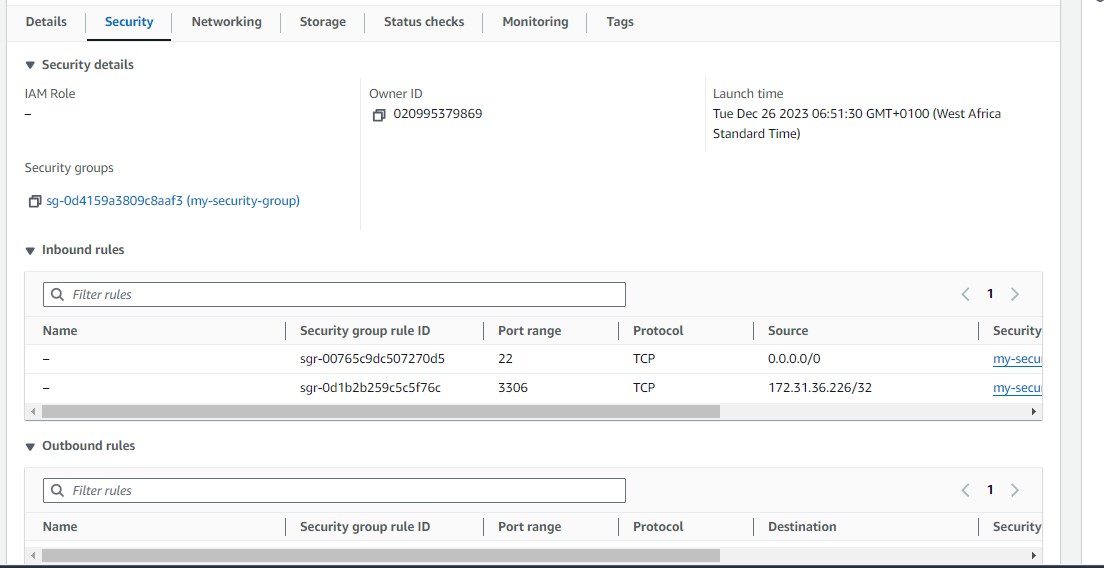 Details Security Networking Storage Status checks Monitoring Tags
Security details
IAM Role
–
Owner ID
020995379869
Launch time
Tue Dec 26 2023 06:51:30 GMT+0100 (West Africa
Standard Time)
Security groups
sg-0d4159a3809c8aaf3 (my-security-group)
Inbound rules
Filter rules
1
Name Security group rule ID Port range Protocol Source Security
– sgr-00765c9dc507270d5 22 TCP 0.0.0.0/0 my-secu
– sgr-0d1b2b259c5c5f76c 3306 TCP 172.31.36.226/32 my-secu
Outbound rules
Filter rules
1
Name Security group rule ID Port range Protocol Destination Security